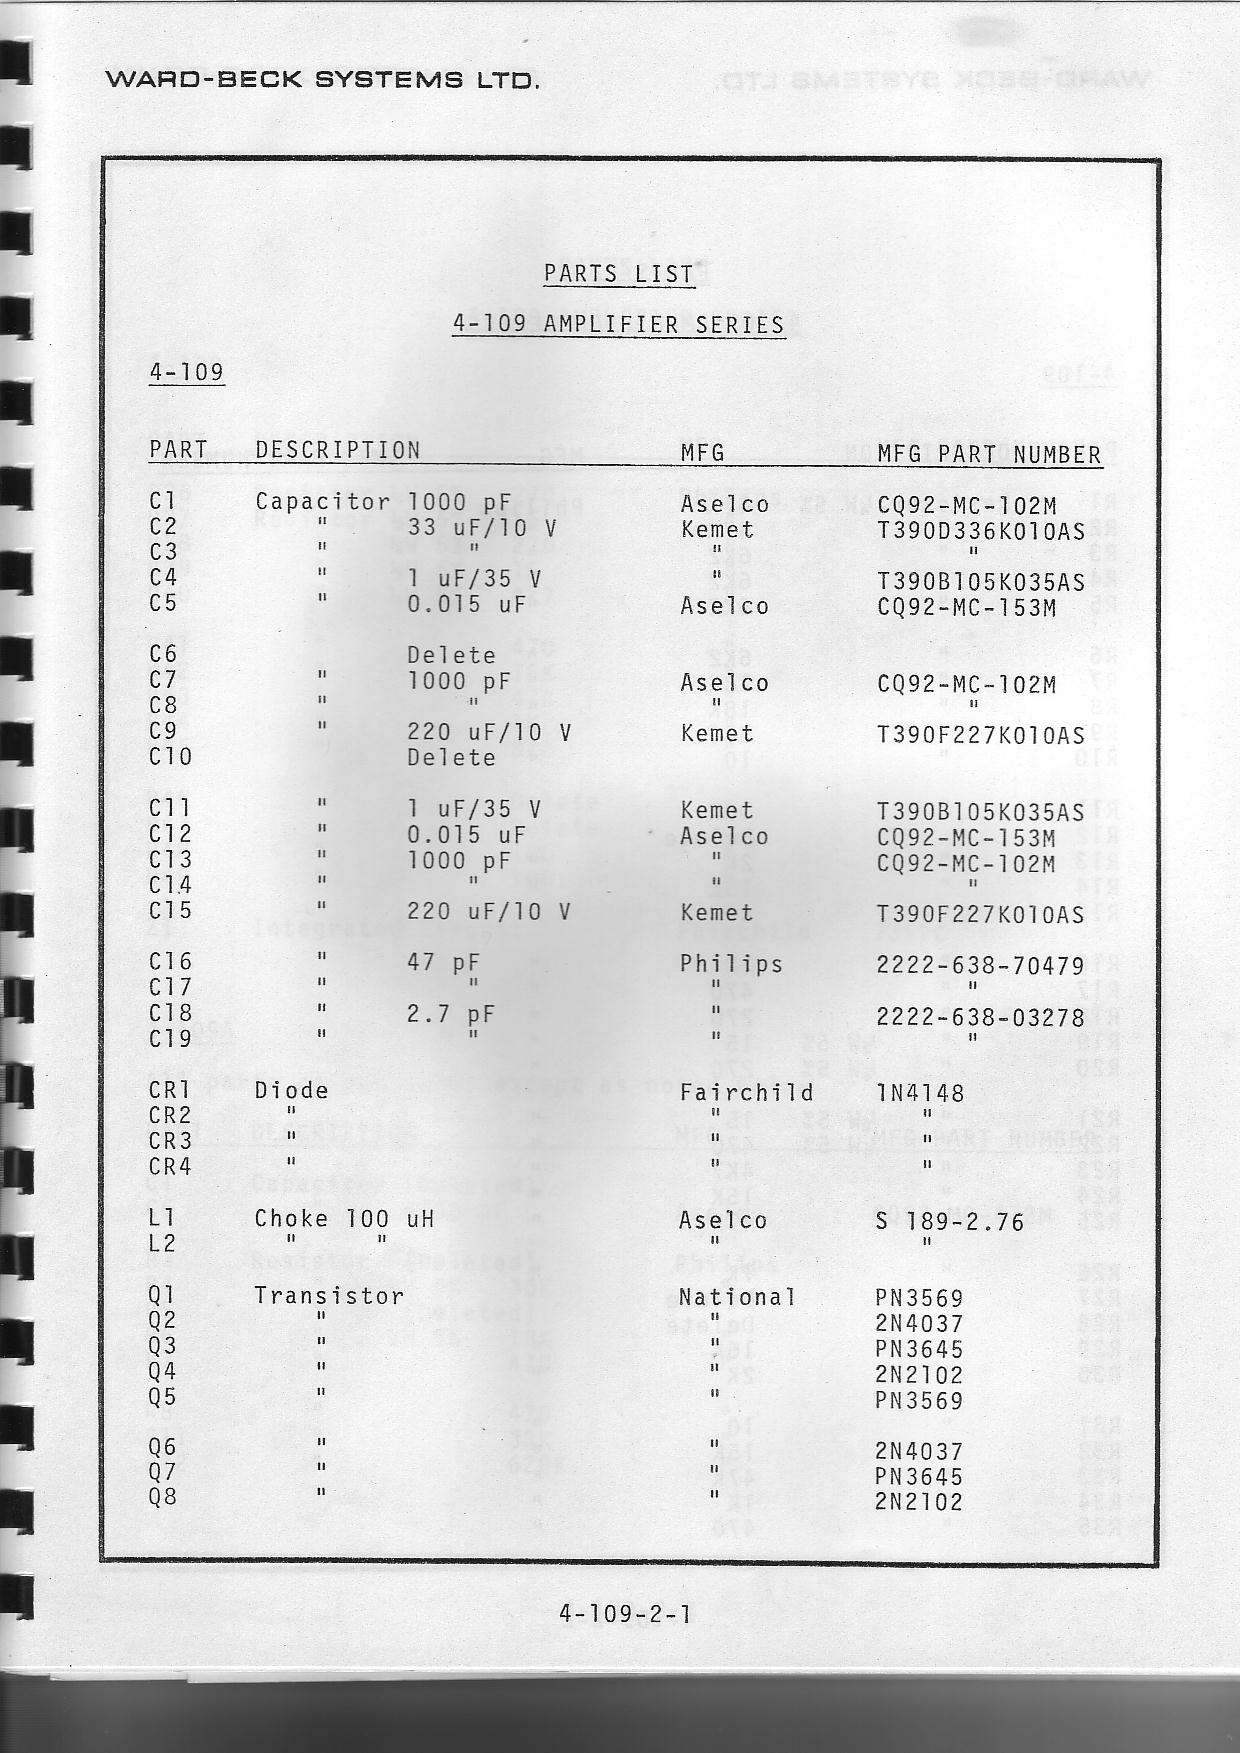 WARD-BECK SYSTEMS LTD.
PARTS LIST
4-109 AMPLIFIER SERIES
4-109
PART DESCRIPTION MFG MFG PART NUMBER
C1 Capacitor 1000 pF Aselco CQ92-MC-102M
C2 " 33 uF/10 V Kemet T390D336K010AS
C3 " " " "
C4 " 1 uF/35 V " T390B105K035AS
C5 " 0.015 uF Aselco CQ92-MC-153M
C6 Delete
C7 " 1000 pF Aselco CQ92-MC-102M
C8 " " " "
C9 " 220 uF/10 V Kemet T390F227K010AS
C10 Delete
C11 " 1 uF/35 V Kemet T390B105K035AS
C12 " 0.015 uF Aselco CQ92-MC-153M
C13 " 1000 pF " CQ92-MC-102M
C14 " " " "
C15 " 220 uF/10 V Kemet T390F227K010AS
C16 " 47 pF Philips 2222-638-70479
C17 " " " "
C18 " 2.7 pF " 2222-638-03278
C19 " " " "
CR1 Diode Fairchild 1N4148
CR2 " " "
CR3 " " "
CR4 " " "
L1 Choke 100 uH Aselco S 189-2.76
L2 " " " "
Q1 Transistor National PN3569
Q2 " " 2N4037
Q3 " " PN3645
Q4 " " 2N2102
Q5 " " PN3569
Q6 " " 2N4037
Q7 " " PN3645
Q8 " " 2N2102
4-109-2-1